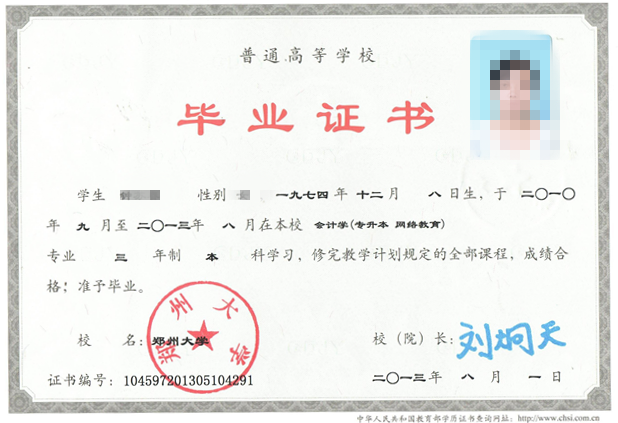 普通高等学校
毕业证书
学生 性别 一九七四 年 十二 月 八 日生，于 二〇一〇
年 九 月至 二〇一三年 八 月在本校 会计学(专升本 网络教育)
专业 三 年制 本 科学习，修完教学计划规定的全部课程，成绩合
格，准予毕业。
郑州大学
校 名：郑州大学 校（院）长：刘炯天
证书编号：104597201305104291 二〇一三年 八 月 一 日
中华人民共和国教育部学历证书查询网址：http://www.chsi.com.cn